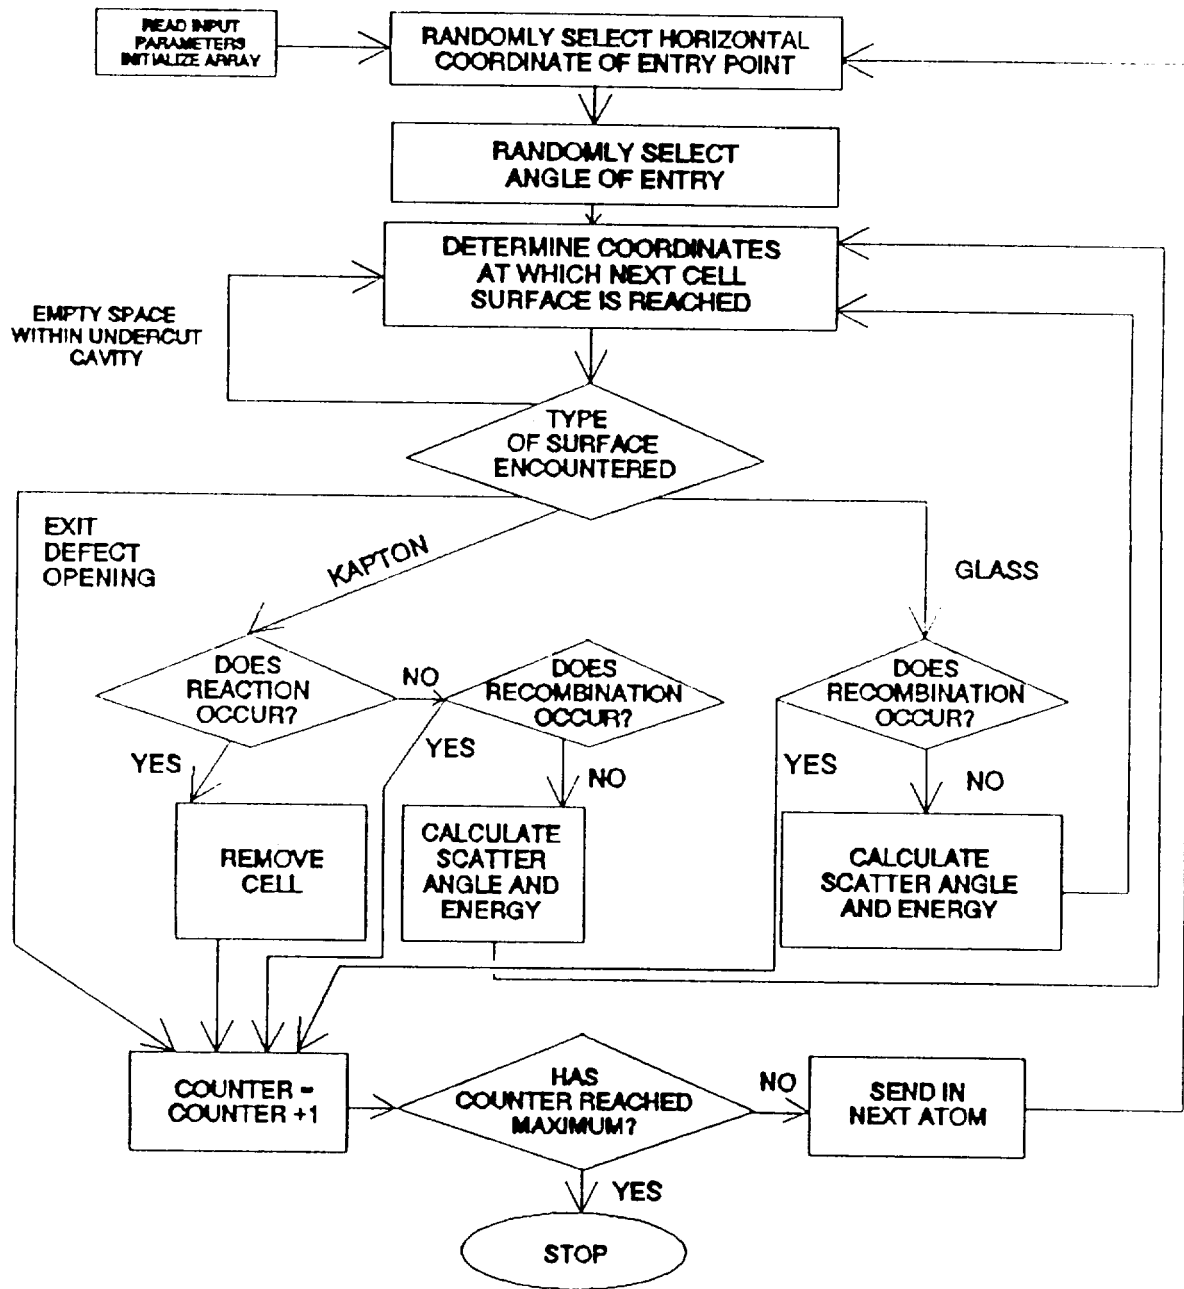 READ INPUT
PARAMETERS
INITIALIZE ARRAY
RANDOMLY SELECT HORIZONTAL
COORDINATE OF ENTRY POINT
RANDOMLY SELECT
ANGLE OF ENTRY
DETERMINE COORDINATES
AT WHICH NEXT CELL
SURFACE IS REACHED
EMPTY SPACE
WITHIN UNDERCUT
CAVITY
TYPE
OF SURFACE
ENCOUNTERED
EXIT
DEFECT
OPENING
KAPTON
GLASS
DOES
REACTION
OCCUR?
NO
DOES
RECOMBINATION
OCCUR?
DOES
RECOMBINATION
OCCUR?
YES
YES
NO
YES
NO
REMOVE
CELL
CALCULATE
SCATTER
ANGLE AND
ENERGY
CALCULATE
SCATTER ANGLE
AND ENERGY
COUNTER =
COUNTER +1
HAS
COUNTER REACHED
MAXIMUM?
NO
SEND IN
NEXT ATOM
YES
STOP